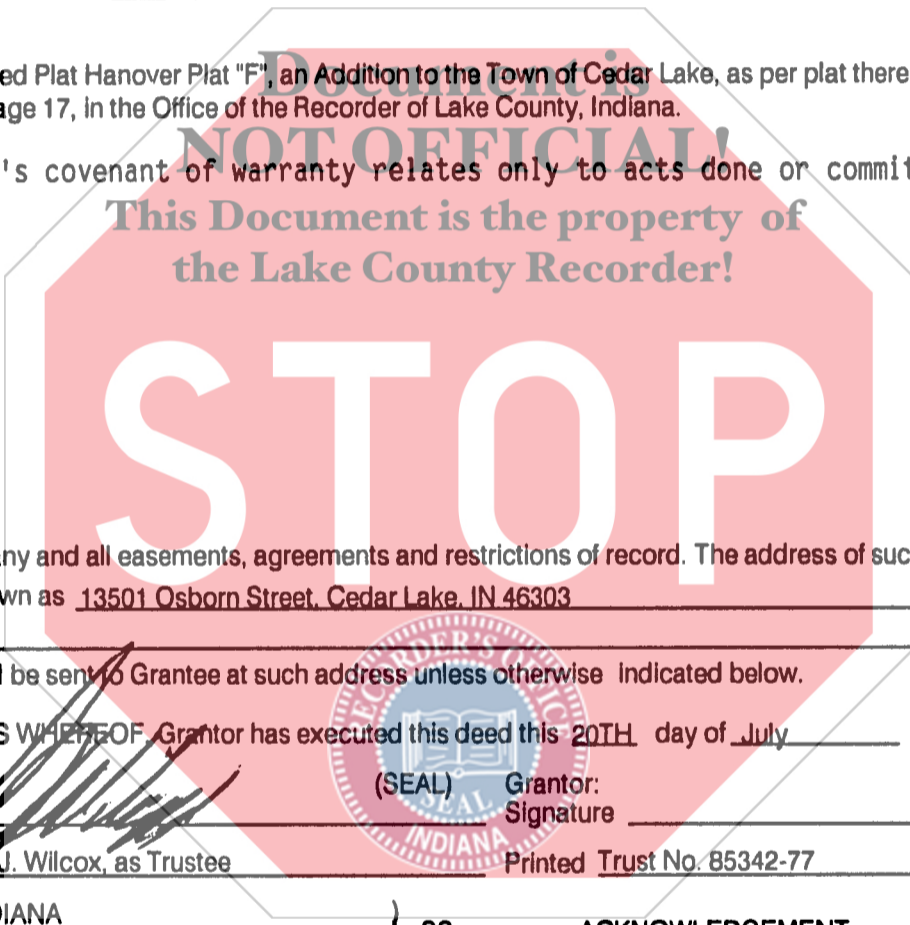 ed Plat Hanover Plat "F", an Addition to the Town of Cedar Lake, as per plat there
age 17, in the Office of the Recorder of Lake County, Indiana.
Document is
NOT OFFICIAL!
's covenant of warranty relates only to acts done or commit
This Document is the property of
the Lake County Recorder!
STOP
ny and all easements, agreements and restrictions of record. The address of suc
wn as 13501 Osborn Street, Cedar Lake, IN 46303
be sent to Grantee at such address unless otherwise indicated below.
S WHEREOF, Grantor has executed this deed this 20TH day of July
(SEAL) Grantor:
Signature
J. Wilcox, as Trustee Printed Trust No. 85342-77
RECORDER'S OFFICE
SEAL
INDIANA
DIANA )
ACKNOWLEDGEMENT